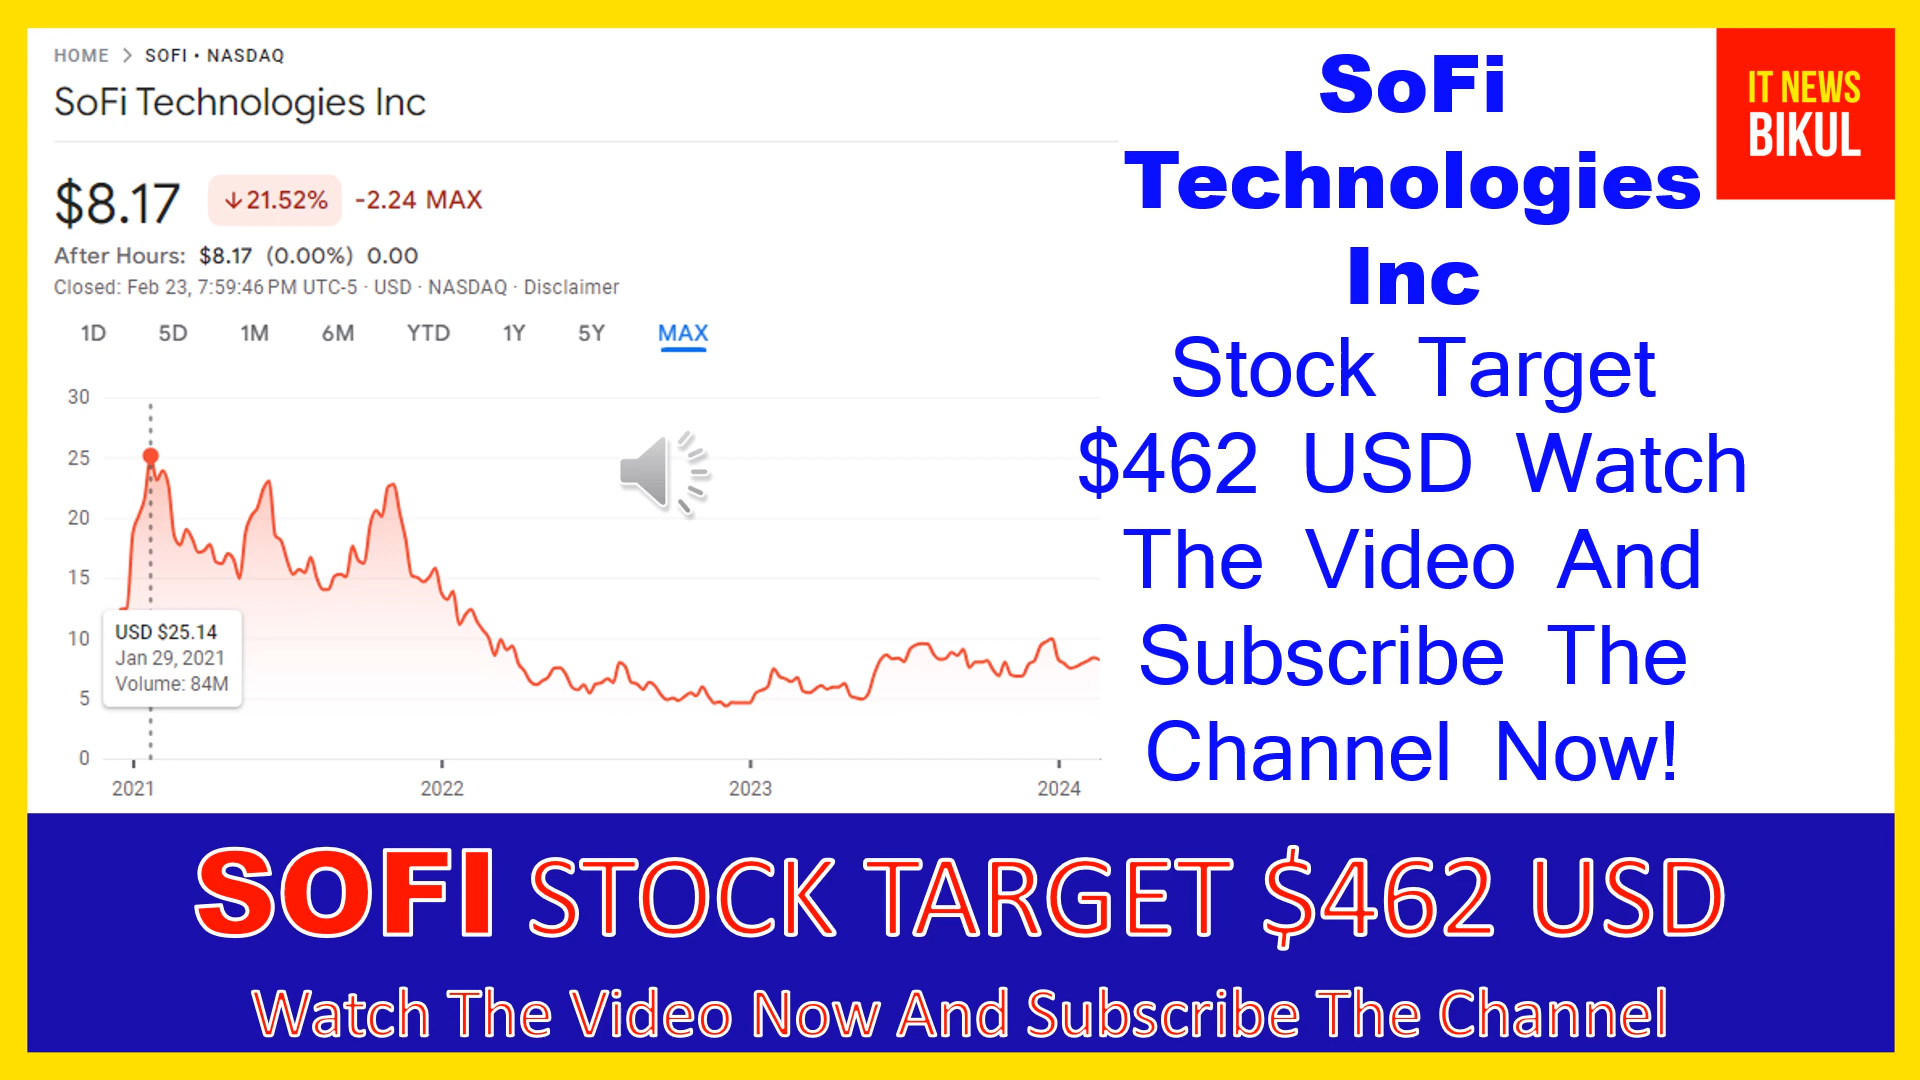 HOME > SOFI • NASDAQ
SoFi Technologies Inc
$8.17 ↓21.52% -2.24 MAX
After Hours: $8.17 (0.00%) 0.00
Closed: Feb 23, 7:59:46 PM UTC-5 · USD · NASDAQ · Disclaimer
1D 5D 1M 6M YTD 1Y 5Y MAX
30
25
20
15
10
5
0
USD $25.14
Jan 29, 2021
Volume: 84M
2021 2022 2023 2024
SoFi
Technologies
Inc
Stock Target
$462 USD Watch
The Video And
Subscribe The
Channel Now!
IT NEWS
BIKUL
SOFI STOCK TARGET $462 USD
Watch The Video Now And Subscribe The Channel